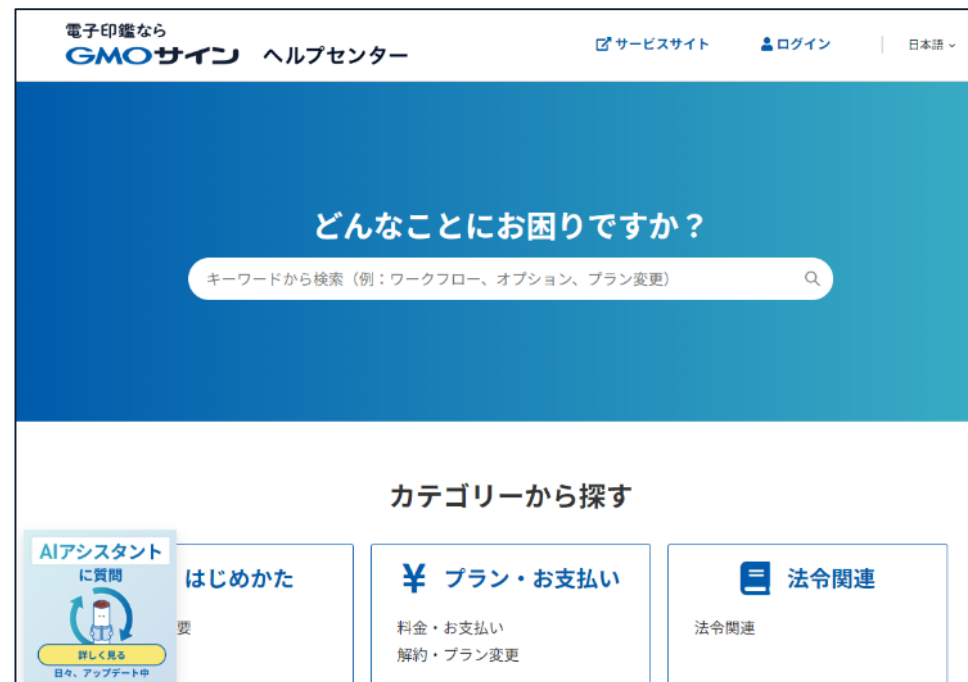 電子印鑑なら
GMOサイン ヘルプセンター
サービスサイト
ログイン
日本語
どんなことにお困りですか？
キーワードから検索（例：ワークフロー、オプション、プラン変更）
カテゴリーから探す
はじめかた
要
プラン・お支払い
料金・お支払い
解約・プラン変更
法令関連
法令関連
AIアシスタント
に質問
詳しく見る
日々、アップデート中